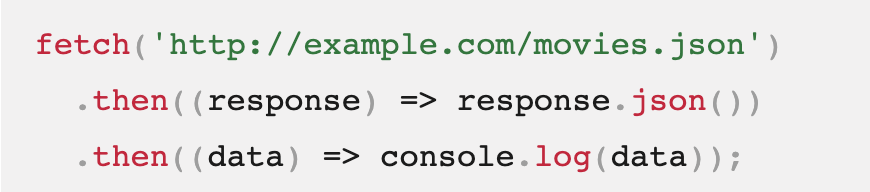 fetch('http://example.com/movies.json')
  .then((response) => response.json())
  .then((data) => console.log(data));